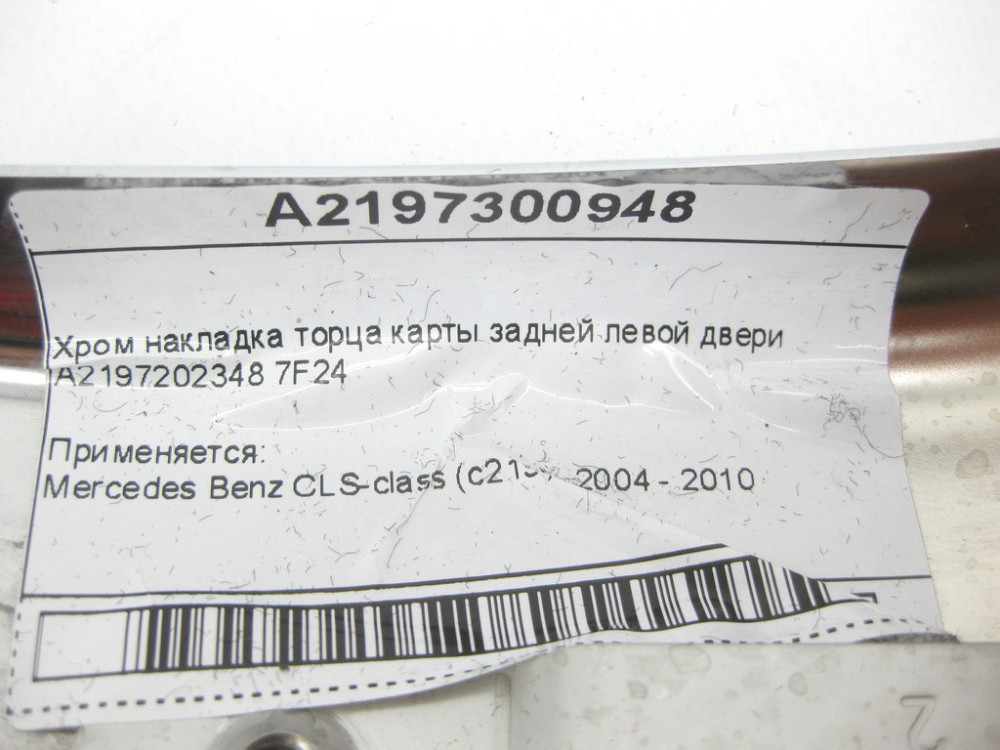 A2197300948
Хром накладка торца карты задней левой двери
A2197202348 7F24
Применяется:
Mercedes Benz CLS-class 2004 - 2010